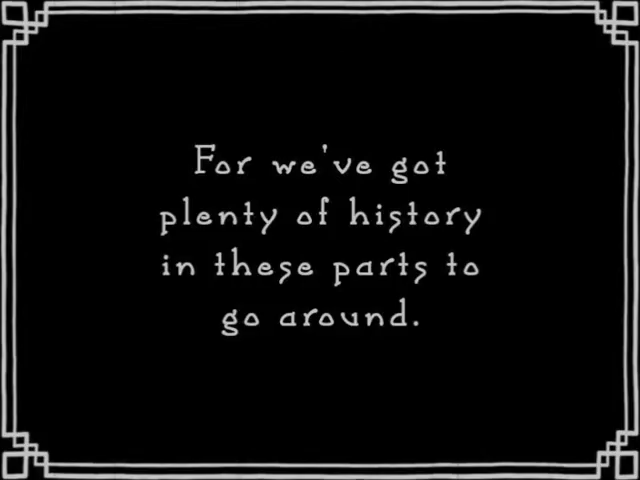 For we've got
plenty of history
in these parts to
go around.